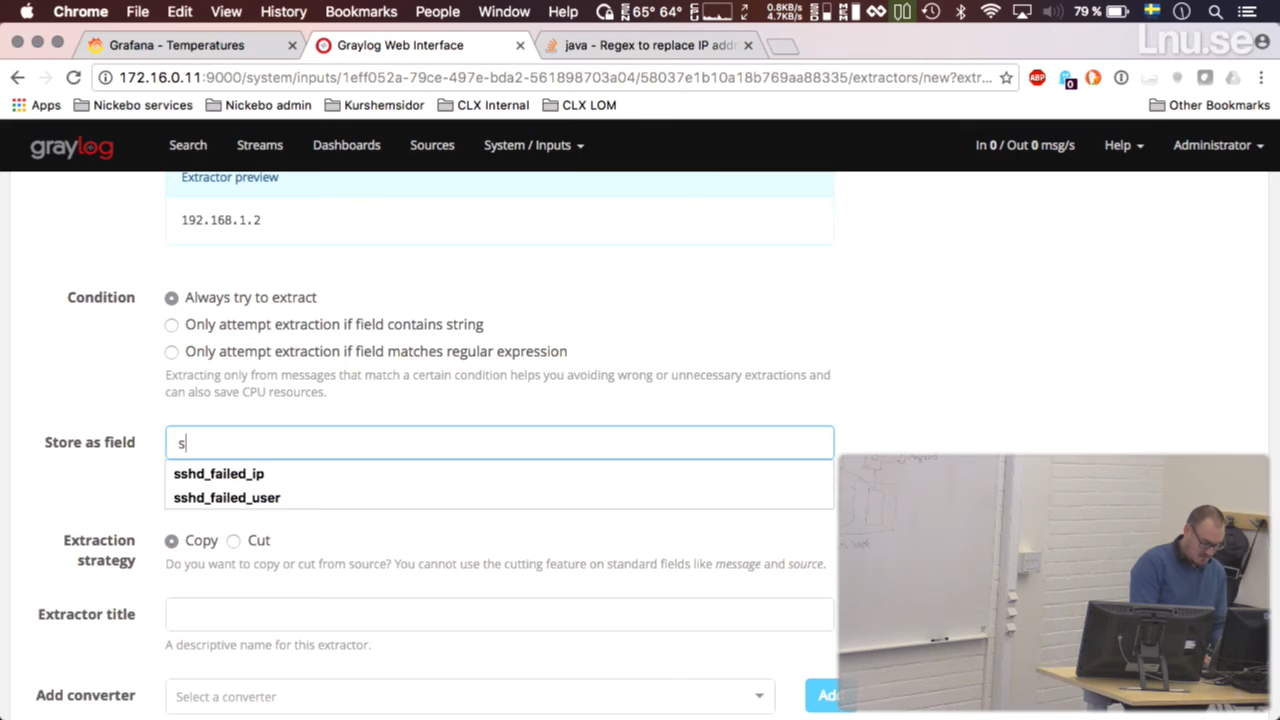 Chrome File Edit View History Bookmarks People Window Help 65° 64° 0.8KB/s 4.7KB/s 79 %
Grafana - Temperatures Graylog Web Interface java - Regex to replace IP addr
Lnu.se
172.16.0.11:9000/system/inputs/1eff052a-79ce-497e-bda2-561898703a04/58037e1b10a18b769aa88335/extractors/new?extr... ABP 0
Apps Nickebo services Nickebo admin Kurshemsidor CLX Internal CLX LOM Other Bookmarks
graylog Search Streams Dashboards Sources System / Inputs In 0 / Out 0 msg/s Help Administrator
Extractor preview
192.168.1.2
Condition Always try to extract
Only attempt extraction if field contains string
Only attempt extraction if field matches regular expression
Extracting only from messages that match a certain condition helps you avoiding wrong or unnecessary extractions and
can also save CPU resources.
Store as field s
sshd_failed_ip
sshd_failed_user
Extraction strategy Copy Cut
Do you want to copy or cut from source? You cannot use the cutting feature on standard fields like message and source.
Extractor title
A descriptive name for this extractor.
Add converter Select a converter Add